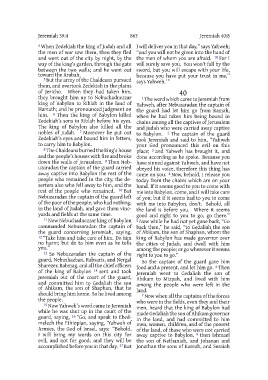 Jeremiah 39:4
863
Jeremiah 40:8
4 When Zedekiah the king of Judah and all
the men of war saw them, then they fled
and went out of the city by night, by the
way of the king's garden, through the gate
between the two walls; and he went out
toward the Arabah.
5 But the army of the Chaldeans pursued
them, and overtook Zedekiah in the plains
of Jericho. When they had taken him,
they brought him up to Nebuchadnezzar
king of Babylon to Riblah in the land of
Hamath; and he pronounced judgment on
him. 6 Then the king of Babylon killed
Zedekiah's sons in Riblah before his eyes.
The king of Babylon also killed all the
nobles of Judah. 7 Moreover he put out
Zedekiah's eyes and bound him in fetters,
to carry him to Babylon.
8 The Chaldeans burned the king's house
and the people's houses with fire and broke
down the walls of Jerusalem. 9 Then Nebuzaradan
the captain of the guard carried
away captive into Babylon the rest of the
people who remained in the city, the deserters
also who fell away to him, and the
rest of the people who remained. 10 But
Nebuzaradan the captain of the guard left
of the poor of the people, who had nothing,
in the land of Judah, and gave them vineyards
and fields at the same time.
11 Now Nebuchadnezzar king of Babylon
commanded Nebuzaradan the captain of
the guard concerning Jeremiah, saying,
12 "Take him and take care of him. Do him
no harm; but do to him even as he tells
you."
13 So Nebuzaradan the captain of the
guard, Nebushazban, Rabsaris, and Nergal
Sharezer, Rabmag, and all the chief officers
of the king of Babylon 14 sent and took
Jeremiah out of the court of the guard,
and committed him to Gedaliah the son
of Ahikam, the son of Shaphan, that he
should bring him home. So he lived among
the people.
15 Now Yahweh's word came to Jeremiah
while he was shut up in the court of the
guard, saying, 16 "Go, and speak to Ebedmelech
the Ethiopian, saying, 'Yahweh of
Armies, the God of Israel, says: "Behold,
I will bring my words on this city for
evil, and not for good; and they will be
accomplished before you in that day. 17 But
I will deliver you in that day," says Yahweh;
"and you will not be given into the hand of
the men of whom you are afraid. 18 For I
will surely save you. You won't fall by the
sword, but you will escape with your life,
because you have put your trust in me,"
says Yahweh.'"
40
1 The word which came to Jeremiah from
Yahweh, after Nebuzaradan the captain of
the guard had let him go from Ramah,
when he had taken him being bound in
chains among all the captives of Jerusalem
and Judah who were carried away captive
to Babylon. 2 The captain of the guard
took Jeremiah and said to him, "Yahweh
your God pronounced this evil on this
place; 3 and Yahweh has brought it, and
done according as he spoke. Because you
have sinned against Yahweh, and have not
obeyed his voice, therefore this thing has
come on you. 4 Now, behold, I release you
today from the chains which are on your
hand. If it seems good to you to come with
me into Babylon, come, and I will take care
of you; but if it seems bad to you to come
with me into Babylon, don't. Behold, all
the land is before you. Where it seems
good and right to you to go, go there."
5 Now while he had not yet gone back, "Go
back then," he said, "to Gedaliah the son
of Ahikam, the son of Shaphan, whom the
king of Babylon has made governor over
the cities of Judah, and dwell with him
among the people; or go wherever it seems
right to you to go."
So the captain of the guard gave him
food and a present, and let him go. 6 Then
Jeremiah went to Gedaliah the son of
Ahikam to Mizpah, and lived with him
among the people who were left in the
land.
7 Now when all the captains of the forces
who were in the fields, even they and their
men, heard that the king of Babylon had
made Gedaliah the son of Ahikam governor
in the land, and had committed to him
men, women, children, and of the poorest
of the land, of those who were not carried
away captive to Babylon, 8 then Ishmael
the son of Nethaniah, and Johanan and
Jonathan the sons of Kareah, and Seraiah